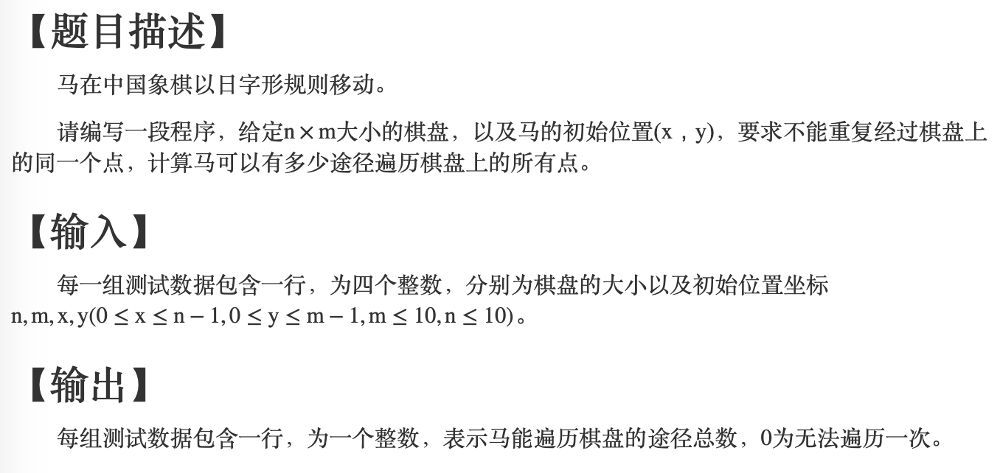 【题目描述】
马在中国象棋以日字形规则移动。
请编写一段程序，给定n×m大小的棋盘，以及马的初始位置(x，y)，要求不能重复经过棋盘上
的同一个点，计算马可以有多少途径遍历棋盘上的所有点。
【输入】
每一组测试数据包含一行，为四个整数，分别为棋盘的大小以及初始位置坐标
n,m,x,y(0 ≤ x ≤ n − 1,0 ≤ y ≤ m − 1,m ≤ 10,n ≤ 10)。
【输出】
每组测试数据包含一行，为一个整数，表示马能遍历棋盘的途径总数，0为无法遍历一次。